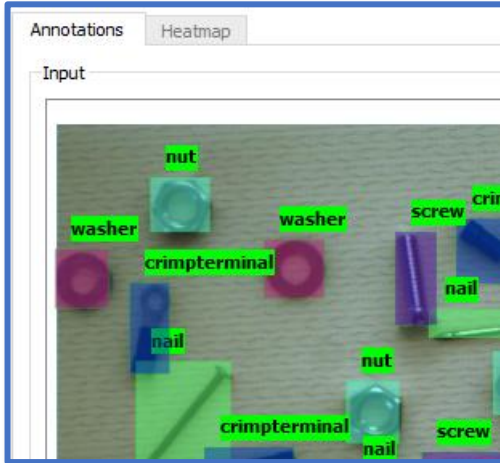 Annotations Heatmap
Input
nut
washer
washer
screw
crimpterminal
nail
nail
nut
crimpterminal
screw
nail